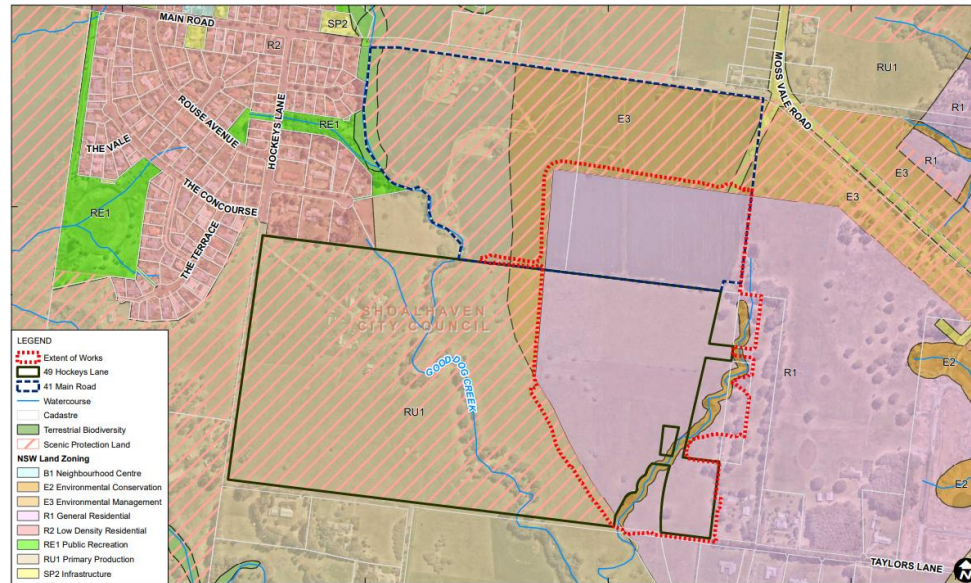 MAIN ROAD
SP2
R2
RU1
MOSS VALE ROAD
HOCKEYS LANE
ROUSE AVENUE
RE1
E3
R1
THE VALE
R1
E3
THE CONCOURSE
E3
RE1
THE TERRACE
SHOALHAVEN
CITY COUNCIL
GOOD DOG CREEK
RU1
R1
E2
E2
TAYLORS LANE
LEGEND
Extent of Works
49 Hockeys Lane
41 Main Road
Watercourse
Cadastre
Terrestrial Biodiversity
Scenic Protection Land
NSW Land Zoning
B1 Neighbourhood Centre
E2 Environmental Conservation
E3 Environmental Management
R1 General Residential
R2 Low Density Residential
RE1 Public Recreation
RU1 Primary Production
SP2 Infrastructure